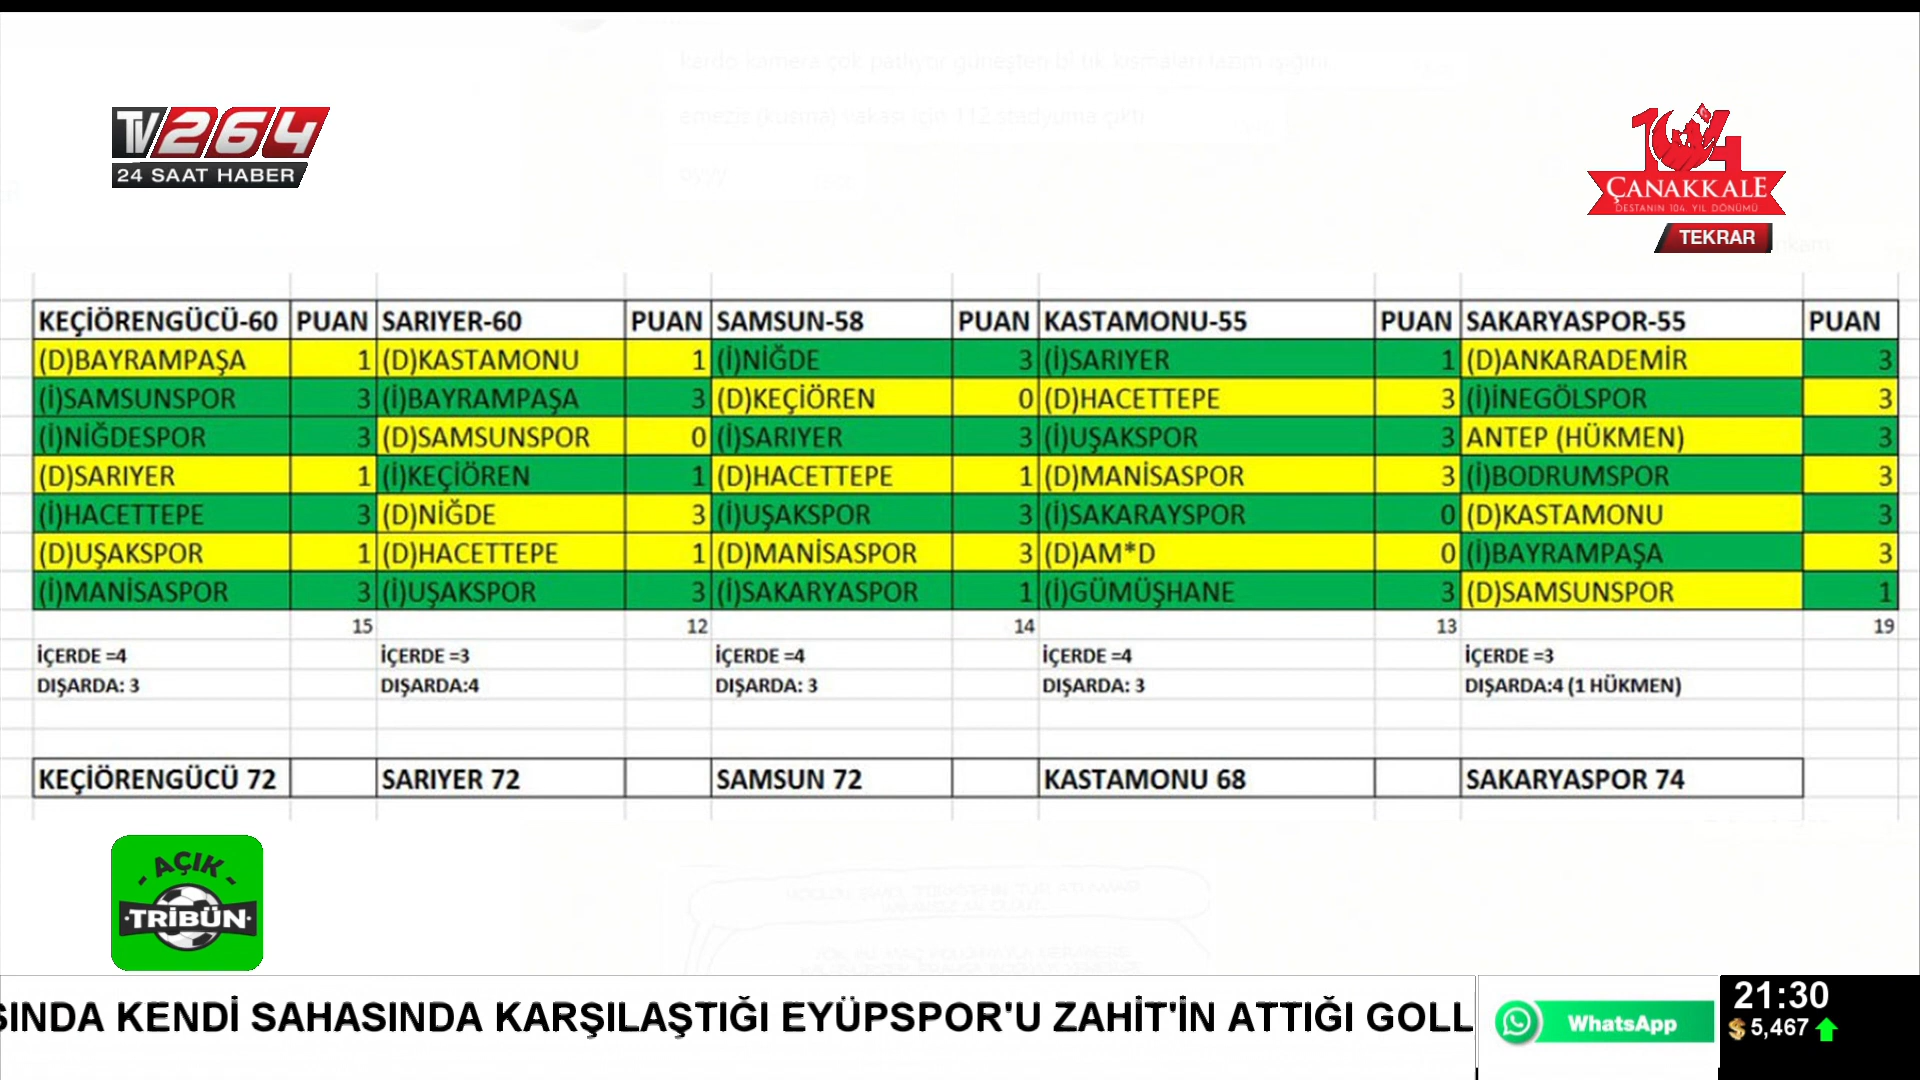 TV264
24 SAAT HABER
104
ÇANAKKALE
DESTANIN 104. YIL DÖNÜMÜ
TEKRAR
KEÇİÖRENGÜCÜ-60 PUAN SARIYER-60 PUAN SAMSUN-58 PUAN KASTAMONU-55 PUAN SAKARYASPOR-55 PUAN
(D)BAYRAMPAŞA 1 (D)KASTAMONU 1 (İ)NİĞDE 3 (İ)SARIYER 1 (D)ANKARADEMİR 3
(İ)SAMSUNSPOR 3 (İ)BAYRAMPAŞA 3 (D)KEÇİÖREN 0 (D)HACETTEPE 3 (İ)İNEGÖLSPOR 3
(İ)NİĞDESPOR 3 (D)SAMSUNSPOR 0 (İ)SARIYER 3 (İ)UŞAKSPOR 3 ANTEP (HÜKMEN) 3
(D)SARIYER 1 (İ)KEÇİÖREN 1 (D)HACETTEPE 1 (D)MANİSASPOR 3 (İ)BODRUMSPOR 3
(İ)HACETTEPE 3 (D)NİĞDE 3 (İ)UŞAKSPOR 3 (İ)SAKARAYSPOR 0 (D)KASTAMONU 3
(D)UŞAKSPOR 1 (D)HACETTEPE 1 (D)MANİSASPOR 3 (D)AM*D 0 (İ)BAYRAMPAŞA 3
(İ)MANİSASPOR 3 (İ)UŞAKSPOR 3 (İ)SAKARYASPOR 1 (İ)GÜMÜŞHANE 3 (D)SAMSUNSPOR 1
15 12 14 13 19
İÇERDE =4 İÇERDE =3 İÇERDE =4 İÇERDE =4 İÇERDE =3
DIŞARDA: 3 DIŞARDA:4 DIŞARDA: 3 DIŞARDA: 3 DIŞARDA:4 (1 HÜKMEN)
KEÇİÖRENGÜCÜ 72 SARIYER 72 SAMSUN 72 KASTAMONU 68 SAKARYASPOR 74
- AÇIK -
·TRİBÜN·
SINDA KENDİ SAHASINDA KARŞILAŞTIĞI EYÜPSPOR'U ZAHİT'İN ATTIĞI GOLL
WhatsApp
21:30
$ 5,467